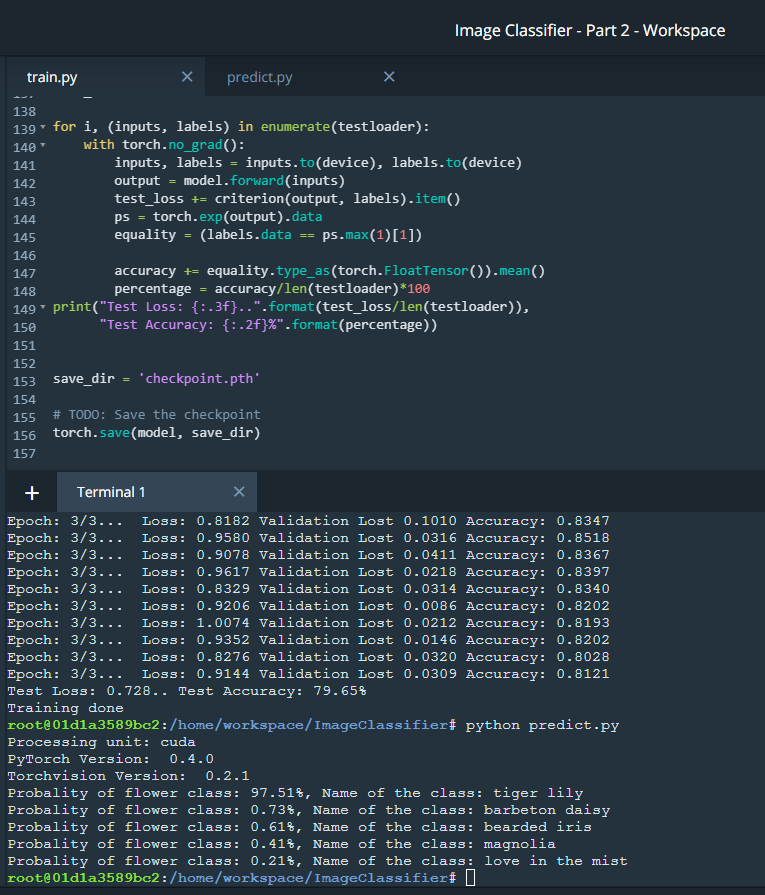 Image Classifier - Part 2 - Workspace
train.py × predict.py ×
138
139 for i, (inputs, labels) in enumerate(testloader):
140 with torch.no_grad():
141 inputs, labels = inputs.to(device), labels.to(device)
142 output = model.forward(inputs)
143 test_loss += criterion(output, labels).item()
144 ps = torch.exp(output).data
145 equality = (labels.data == ps.max(1)[1])
146
147 accuracy += equality.type_as(torch.FloatTensor()).mean()
148 percentage = accuracy/len(testloader)*100
149 print("Test Loss: {:.3f}..".format(test_loss/len(testloader)),
150 "Test Accuracy: {:.2f}%".format(percentage))
151
152
153 save_dir = 'checkpoint.pth'
154
155 # TODO: Save the checkpoint
156 torch.save(model, save_dir)
157
+ Terminal 1 ×
Epoch: 3/3... Loss: 0.8182 Validation Lost 0.1010 Accuracy: 0.8347
Epoch: 3/3... Loss: 0.9580 Validation Lost 0.0316 Accuracy: 0.8518
Epoch: 3/3... Loss: 0.9078 Validation Lost 0.0411 Accuracy: 0.8367
Epoch: 3/3... Loss: 0.9617 Validation Lost 0.0218 Accuracy: 0.8397
Epoch: 3/3... Loss: 0.8329 Validation Lost 0.0314 Accuracy: 0.8340
Epoch: 3/3... Loss: 0.9206 Validation Lost 0.0086 Accuracy: 0.8202
Epoch: 3/3... Loss: 1.0074 Validation Lost 0.0212 Accuracy: 0.8193
Epoch: 3/3... Loss: 0.9352 Validation Lost 0.0146 Accuracy: 0.8202
Epoch: 3/3... Loss: 0.8276 Validation Lost 0.0320 Accuracy: 0.8028
Epoch: 3/3... Loss: 0.9144 Validation Lost 0.0309 Accuracy: 0.8121
Test Loss: 0.728.. Test Accuracy: 79.65%
Training done
root@01d1a3589bc2:/home/workspace/ImageClassifier# python predict.py
Processing unit: cuda
PyTorch Version: 0.4.0
Torchvision Version: 0.2.1
Probality of flower class: 97.51%, Name of the class: tiger lily
Probality of flower class: 0.73%, Name of the class: barbeton daisy
Probality of flower class: 0.61%, Name of the class: bearded iris
Probality of flower class: 0.41%, Name of the class: magnolia
Probality of flower class: 0.21%, Name of the class: love in the mist
root@01d1a3589bc2:/home/workspace/ImageClassifier#